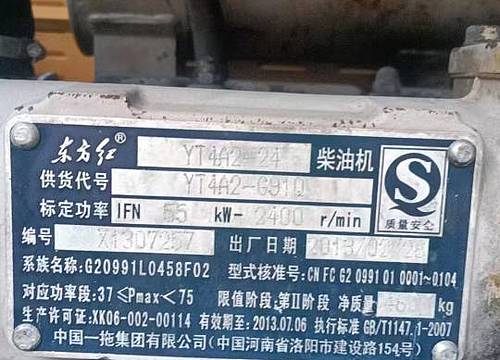 东方红® YT4A2-24 柴油机
供货代号 YT4A2-G91Q
标定功率 IFN 55 kW- 2400 r/min
S
质量安全
编号 X1307257 出厂日期 2013/02/28
系族名称:G20991L0458F02 型式核准号:CN FC G2 0991 01 0001~0104
对应功率段:37≤Pmax<75 限值阶段:第Ⅱ阶段 净质量 kg
生产许可证:XK06-002-00114 有效期至:2013.07.06 执行标准 GB/T1147.1-2007
中国一拖集团有限公司 (中国河南省洛阳市建设路154号)